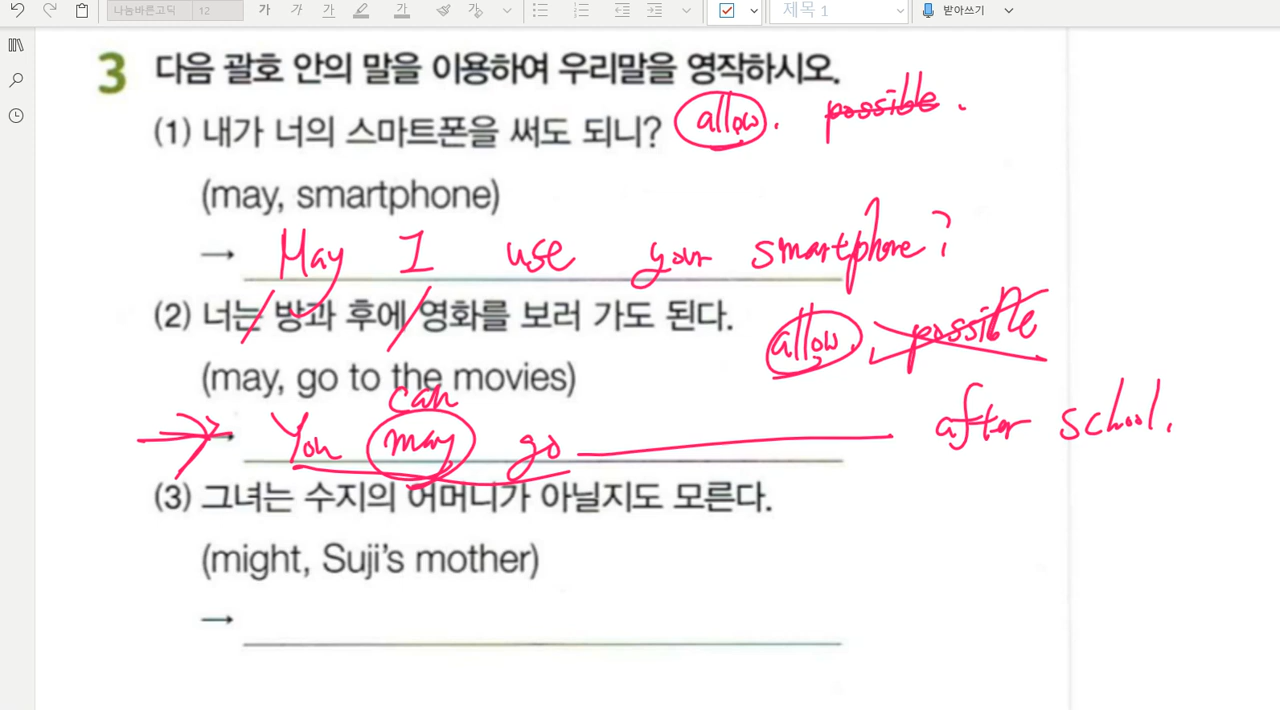 나눔바른고딕 12 가 가 가 가 가 제목 1 받아쓰기
3 다음 괄호 안의 말을 이용하여 우리말을 영작하시오.
(1) 내가 너의 스마트폰을 써도 되니? allow. possible.
(may, smartphone)
→ May I use your smartphone?
(2) 너는 방과 후에 영화를 보러 가도 된다. allow. possible
(may, go to the movies)
can
→ You may go after school.
(3) 그녀는 수지의 어머니가 아닐지도 모른다.
(might, Suji's mother)
→